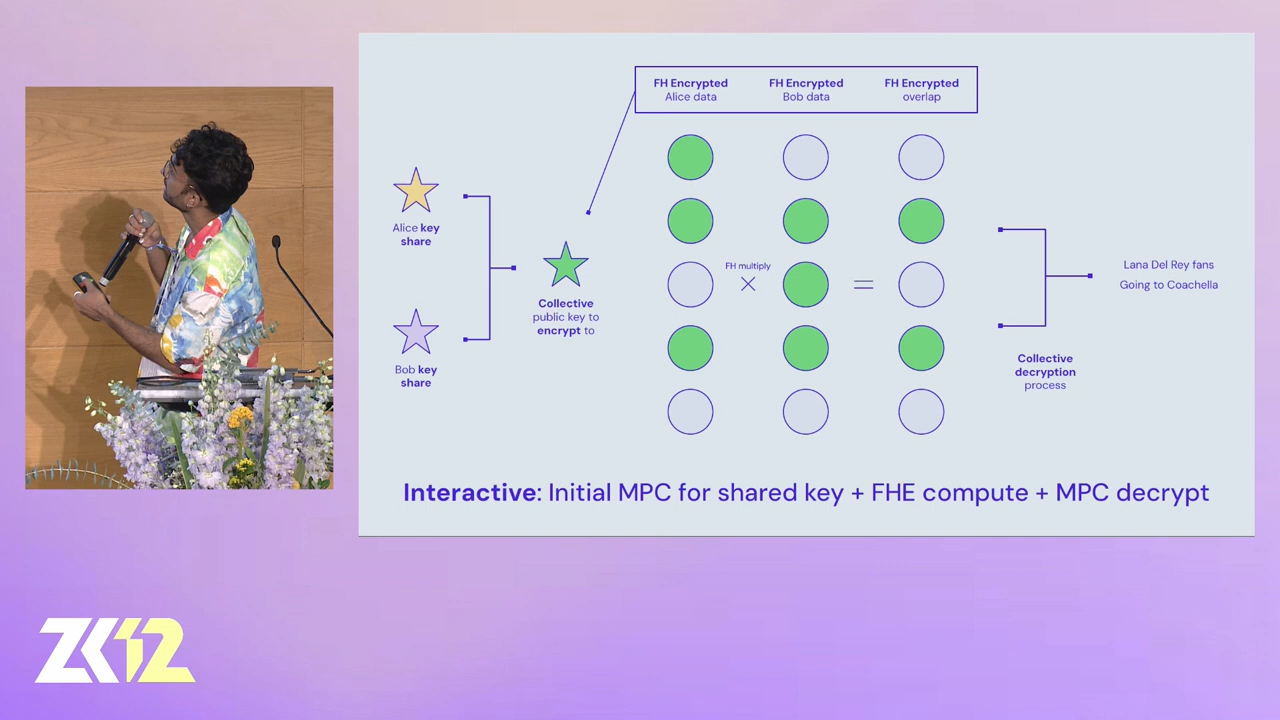 FH Encrypted
Alice data
FH Encrypted
Bob data
FH Encrypted
overlap
Alice key
share
Bob key
share
Collective
public key to
encrypt to
FH multiply
Lana Del Rey fans
Going to Coachella
Collective
decryption
process
Interactive: Initial MPC for shared key + FHE compute + MPC decrypt
ZK12